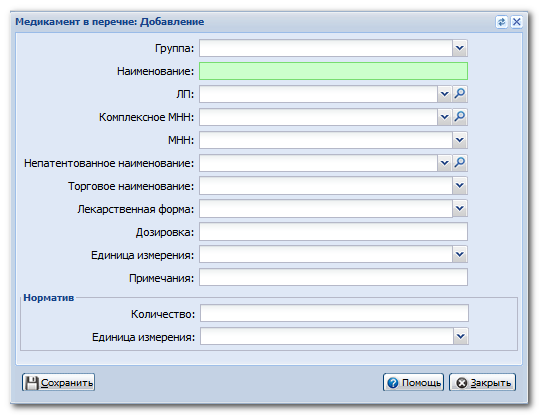 Медикамент в перечне: Добавление
Группа:
Наименование:
ЛП:
Комплексное МНН:
МНН:
Непатентованное наименование:
Торговое наименование:
Лекарственная форма:
Дозировка:
Единица измерения:
Примечания:
Норматив
Количество:
Единица измерения:
Сохранить Помощь Закрыть